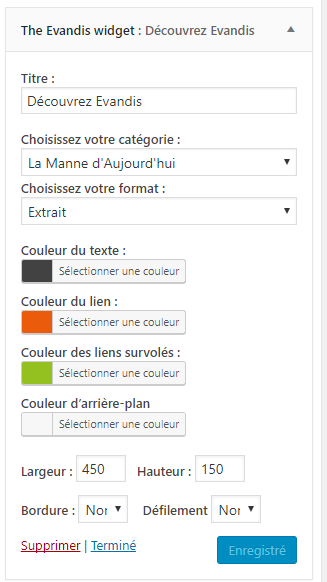 The Evandis widget : Découvrez Evandis
Titre :
Découvrez Evandis
Choisissez votre catégorie :
La Manne d'Aujourd'hui
Choisissez votre format :
Extrait
Couleur du texte :
Sélectionner une couleur
Couleur du lien :
Sélectionner une couleur
Couleur des liens survolés :
Sélectionner une couleur
Couleur d’arrière-plan
Sélectionner une couleur
Largeur : 450 Hauteur : 150
Bordure : Nor Défilement Nor
Supprimer | Terminé Enregistré